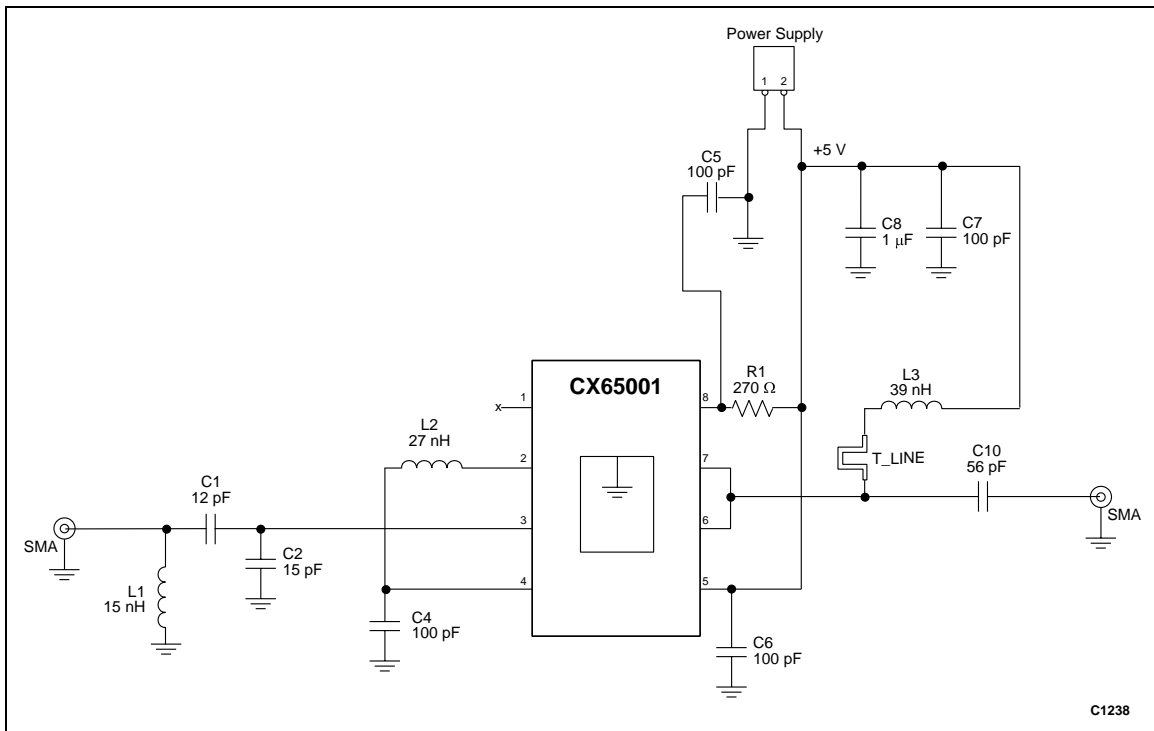 Power Supply
1 2
+5 V
C5
100 pF
C8
1 μF
C7
100 pF
CX65001
R1
270 Ω
L3
39 nH
x
1
8
L2
27 nH
2
7
T_LINE
C10
56 pF
C1
12 pF
3
6
SMA
SMA
C2
15 pF
L1
15 nH
4
5
C4
100 pF
C6
100 pF
C1238